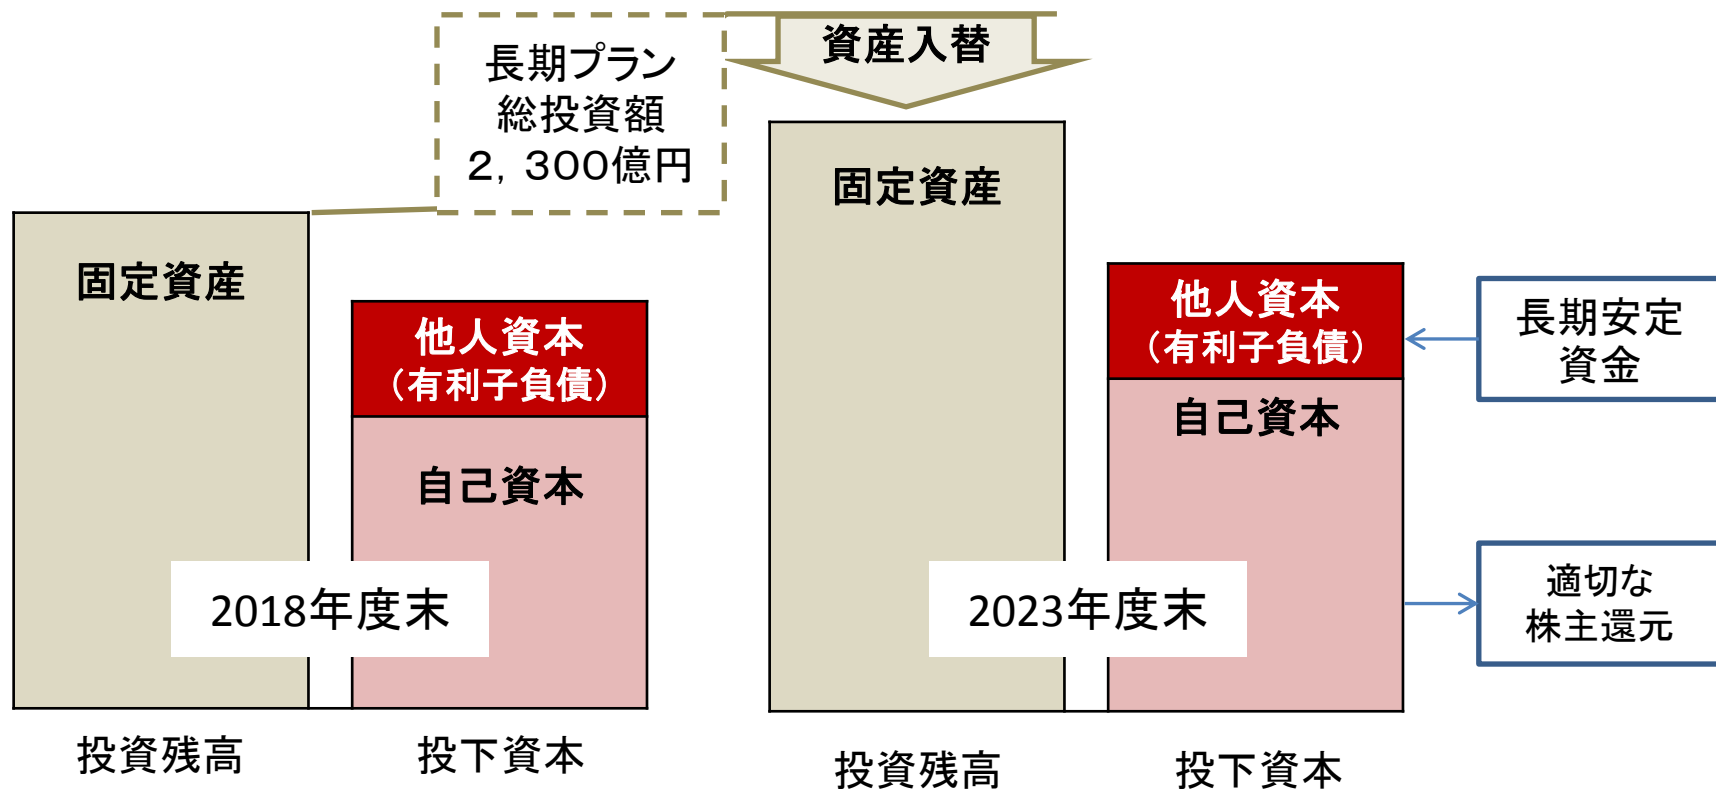 長期プラン
総投資額
２，３００億円
資産入替
固定資産
他人資本
（有利子負債）
自己資本
2018年度末
投資残高
投下資本
固定資産
他人資本
（有利子負債）
自己資本
2023年度末
投資残高
投下資本
長期安定
資金
適切な
株主還元